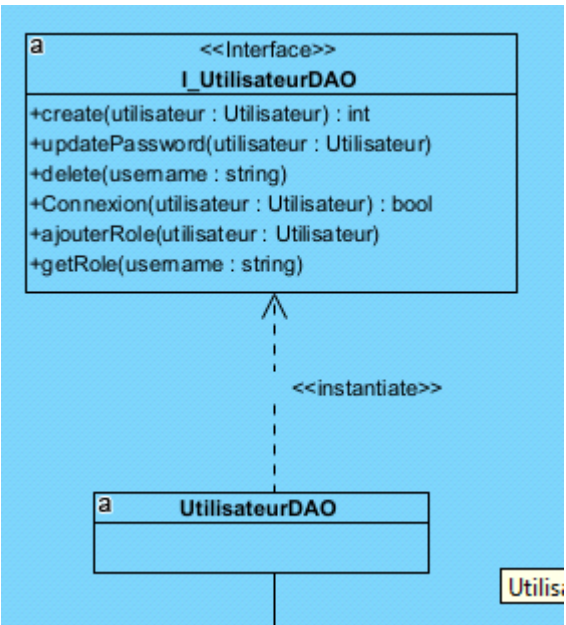 a
<<Interface>>
I_UtilisateurDAO
+create(utilisateur : Utilisateur) : int
+updatePassword(utilisateur : Utilisateur)
+delete(username : string)
+Connexion(utilisateur : Utilisateur) : bool
+ajouterRole(utilisateur : Utilisateur)
+getRole(username : string)
<<instantiate>>
a
UtilisateurDAO